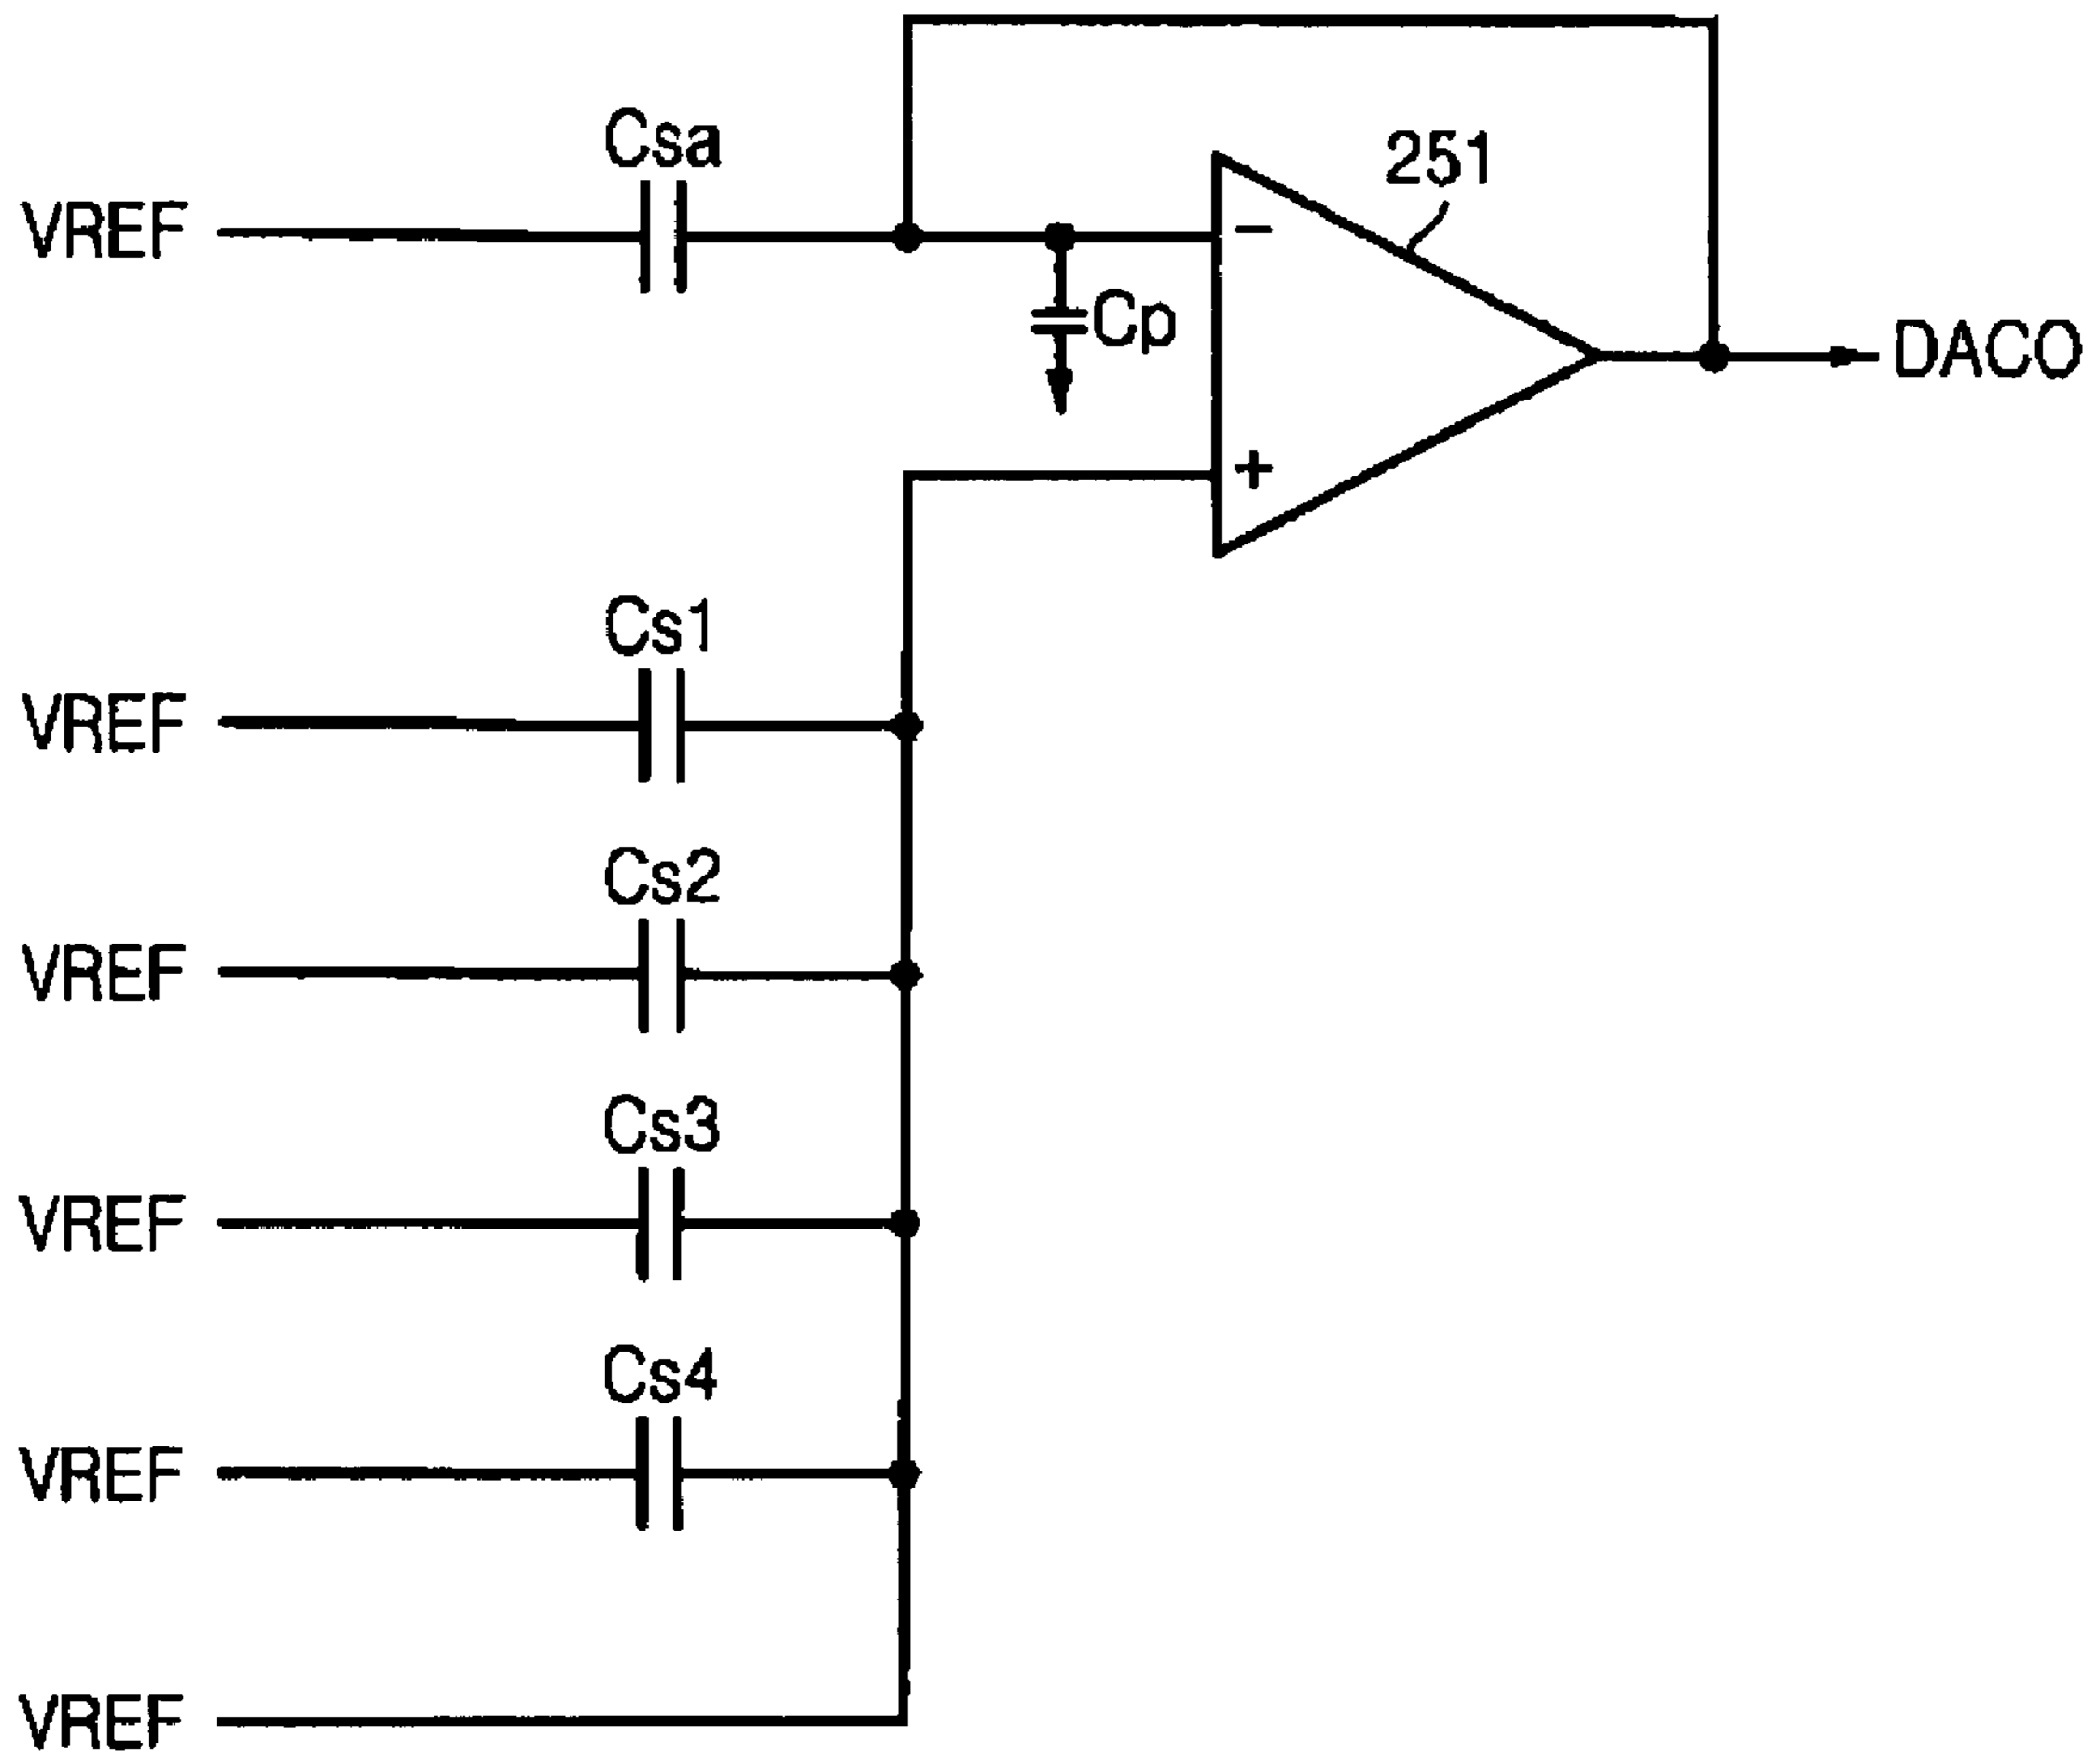 Csa
251
VREF
−
Cp
DACO
+
Cs1
VREF
Cs2
VREF
Cs3
VREF
Cs4
VREF
VREF